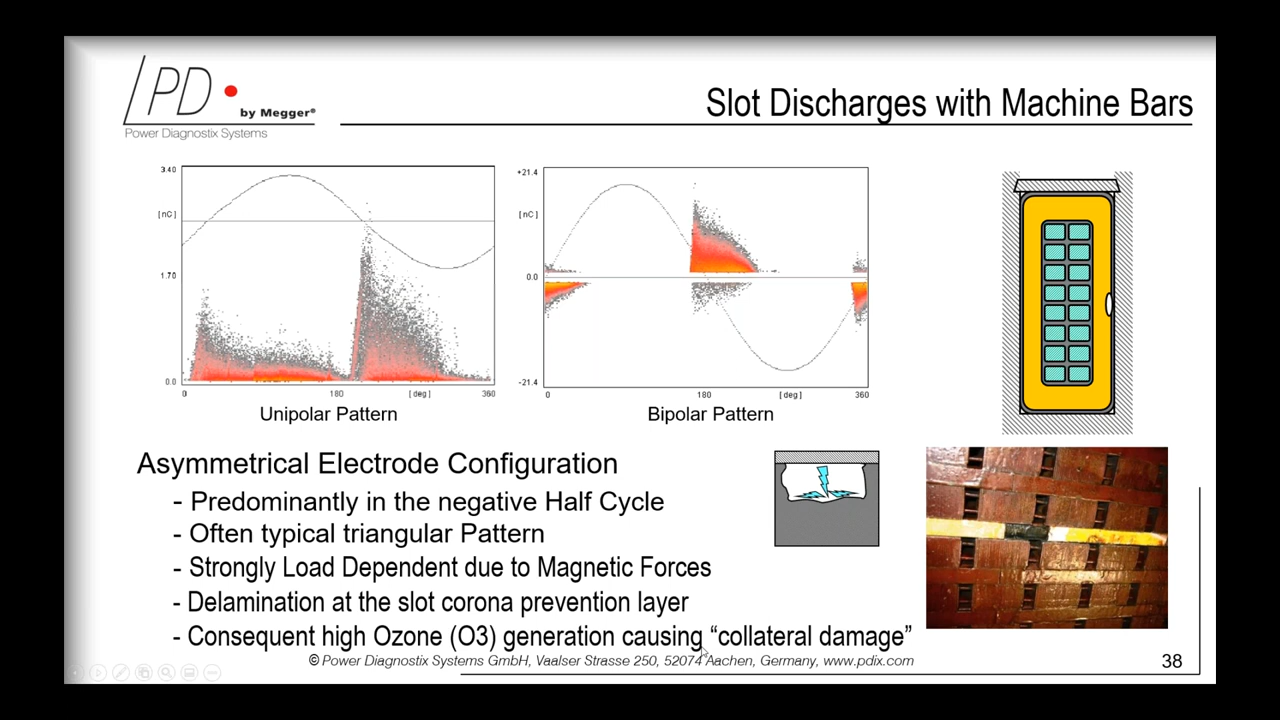 PD
by Megger®
Power Diagnostix Systems
Slot Discharges with Machine Bars
3.40
[nC]
1.70
0.0
0
180
[deg]
360
Unipolar Pattern
+21.4
[nC]
0.0
-21.4
0
180
[deg]
360
Bipolar Pattern
Asymmetrical Electrode Configuration
- Predominantly in the negative Half Cycle
- Often typical triangular Pattern
- Strongly Load Dependent due to Magnetic Forces
- Delamination at the slot corona prevention layer
- Consequent high Ozone (O3) generation causing “collateral damage”
© Power Diagnostix Systems GmbH, Vaalser Strasse 250, 52074 Aachen, Germany, www.pdix.com
38